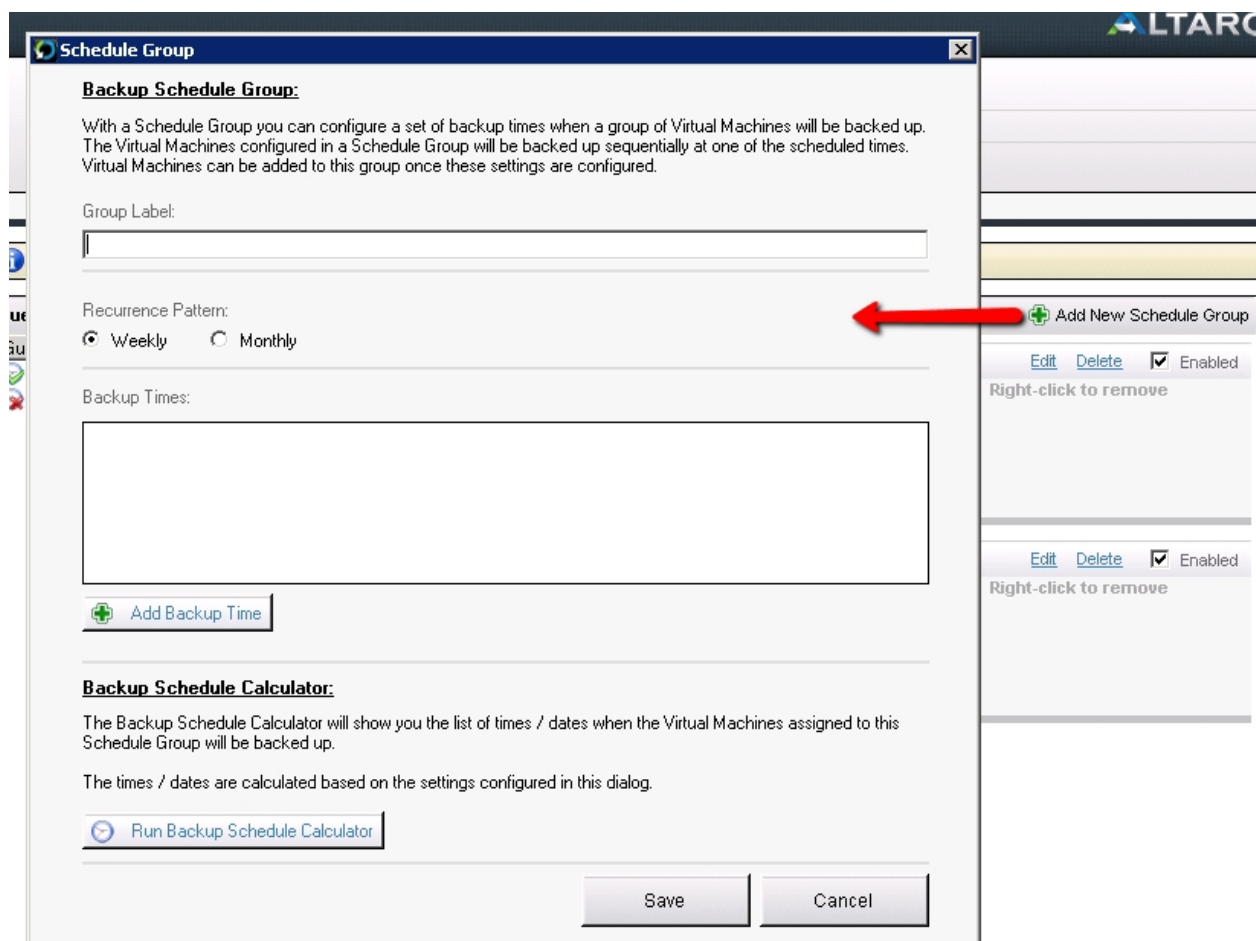 ALTARO
Schedule Group
Backup Schedule Group:
With a Schedule Group you can configure a set of backup times when a group of Virtual Machines will be backed up.
The Virtual Machines configured in a Schedule Group will be backed up sequentially at one of the scheduled times.
Virtual Machines can be added to this group once these settings are configured.
Group Label:
Recurrence Pattern:
Weekly Monthly
Add New Schedule Group
Edit Delete Enabled
Right-click to remove
Backup Times:
Edit Delete Enabled
Right-click to remove
Add Backup Time
Backup Schedule Calculator:
The Backup Schedule Calculator will show you the list of times / dates when the Virtual Machines assigned to this
Schedule Group will be backed up.
The times / dates are calculated based on the settings configured in this dialog.
Run Backup Schedule Calculator
Save Cancel